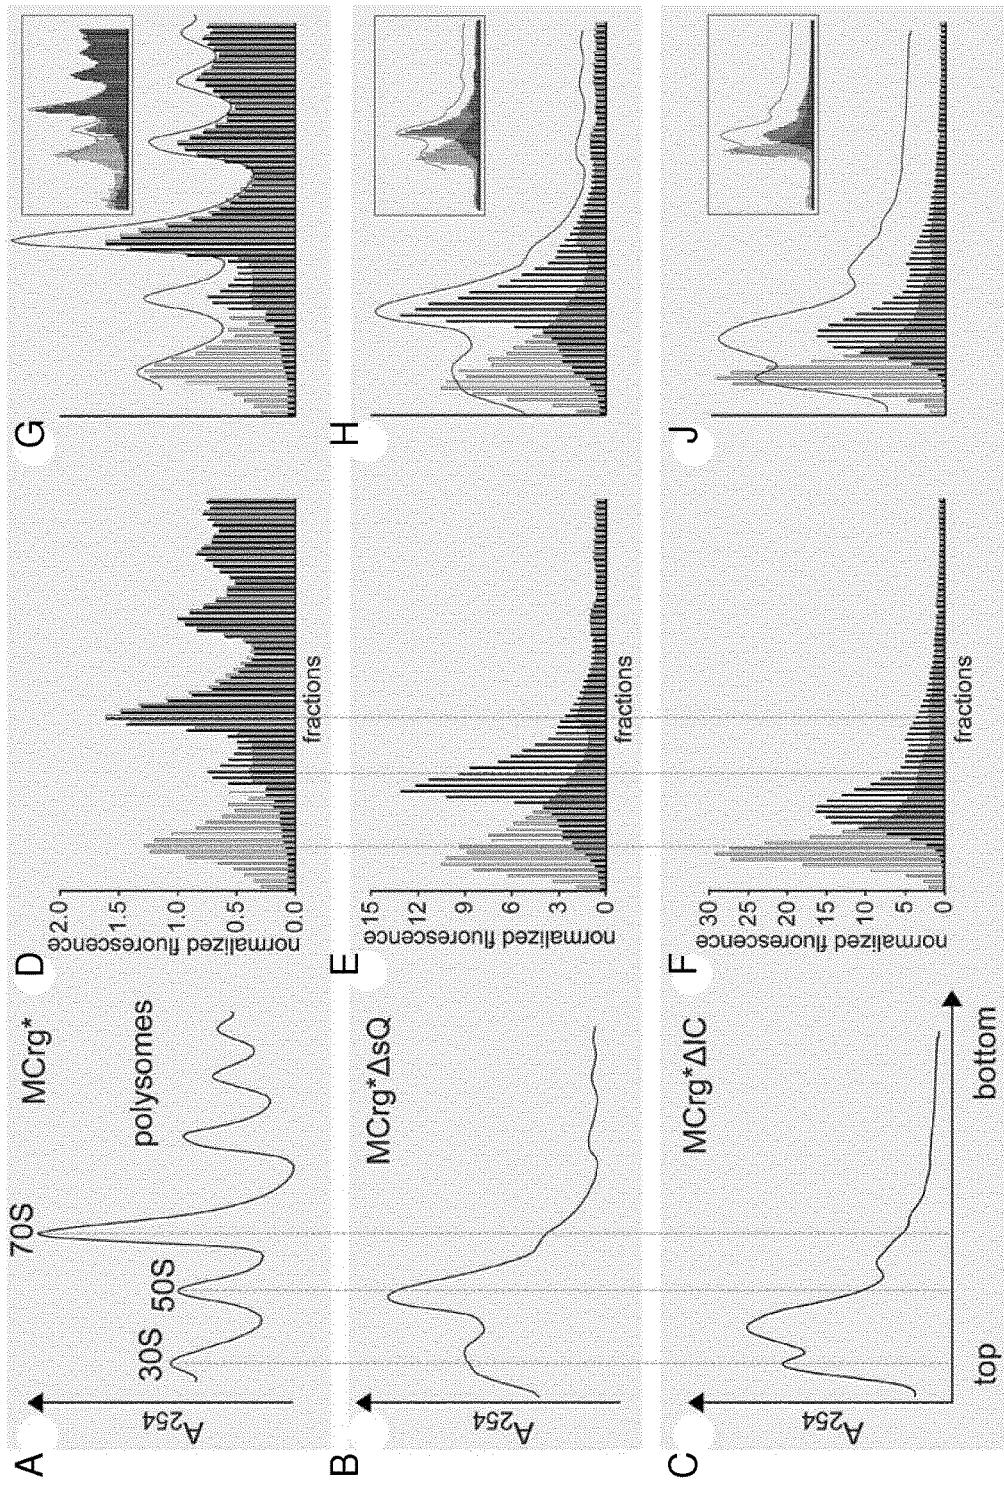 A
MCrg*
A254
30S
50S
70S
polysomes
B
MCrg*ΔsQ
A254
C
MCrg*ΔIC
A254
top
bottom
D
normalized fluorescence
2.0
1.5
1.0
0.5
0.0
fractions
E
normalized fluorescence
15
12
9
6
3
0
fractions
F
normalized fluorescence
30
25
20
15
10
5
0
fractions
G
H
J